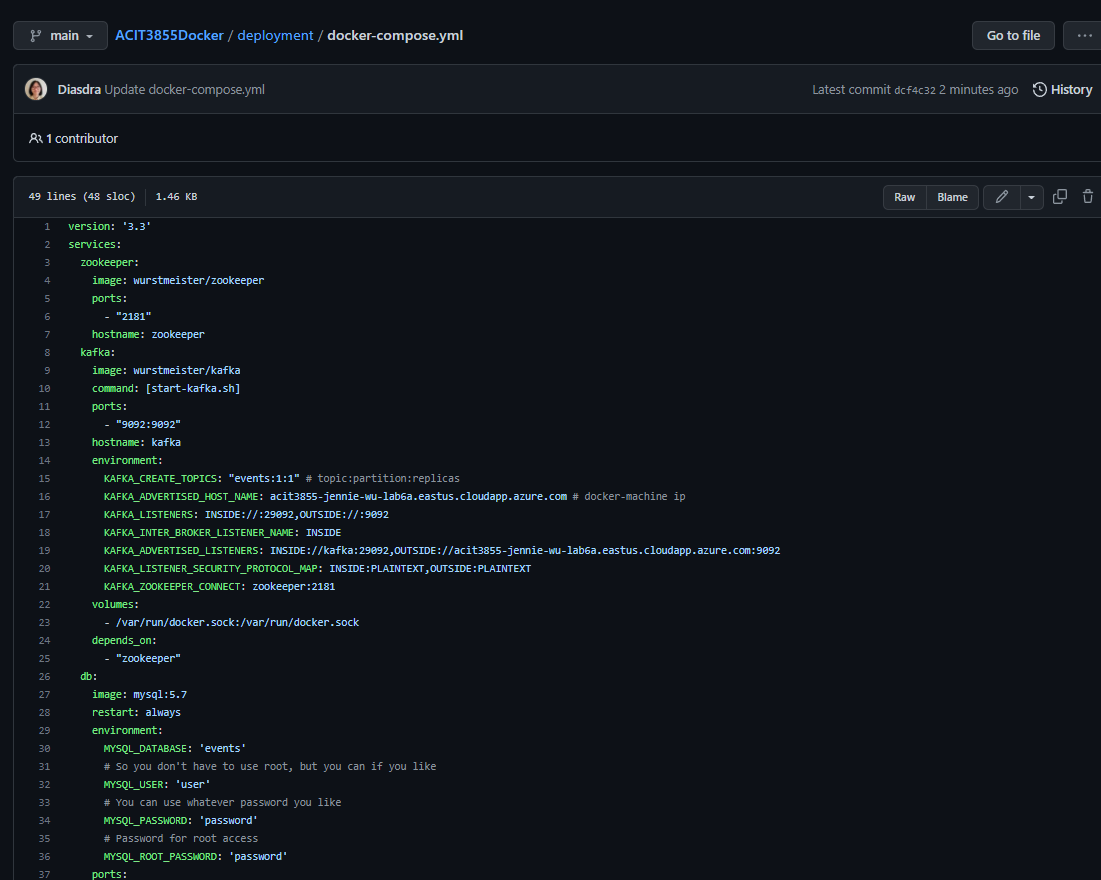 main ACIT3855Docker / deployment / docker-compose.yml Go to file ...
Diasdra Update docker-compose.yml Latest commit dcf4c32 2 minutes ago History
1 contributor
49 lines (48 sloc) 1.46 KB Raw Blame
1 version: '3.3'
2 services:
3 zookeeper:
4 image: wurstmeister/zookeeper
5 ports:
6 - "2181"
7 hostname: zookeeper
8 kafka:
9 image: wurstmeister/kafka
10 command: [start-kafka.sh]
11 ports:
12 - "9092:9092"
13 hostname: kafka
14 environment:
15 KAFKA_CREATE_TOPICS: "events:1:1" # topic:partition:replicas
16 KAFKA_ADVERTISED_HOST_NAME: acit3855-jennie-wu-lab6a.eastus.cloudapp.azure.com # docker-machine ip
17 KAFKA_LISTENERS: INSIDE://:29092,OUTSIDE://:9092
18 KAFKA_INTER_BROKER_LISTENER_NAME: INSIDE
19 KAFKA_ADVERTISED_LISTENERS: INSIDE://kafka:29092,OUTSIDE://acit3855-jennie-wu-lab6a.eastus.cloudapp.azure.com:9092
20 KAFKA_LISTENER_SECURITY_PROTOCOL_MAP: INSIDE:PLAINTEXT,OUTSIDE:PLAINTEXT
21 KAFKA_ZOOKEEPER_CONNECT: zookeeper:2181
22 volumes:
23 - /var/run/docker.sock:/var/run/docker.sock
24 depends_on:
25 - "zookeeper"
26 db:
27 image: mysql:5.7
28 restart: always
29 environment:
30 MYSQL_DATABASE: 'events'
31 # So you don't have to use root, but you can if you like
32 MYSQL_USER: 'user'
33 # You can use whatever password you like
34 MYSQL_PASSWORD: 'password'
35 # Password for root access
36 MYSQL_ROOT_PASSWORD: 'password'
37 ports: